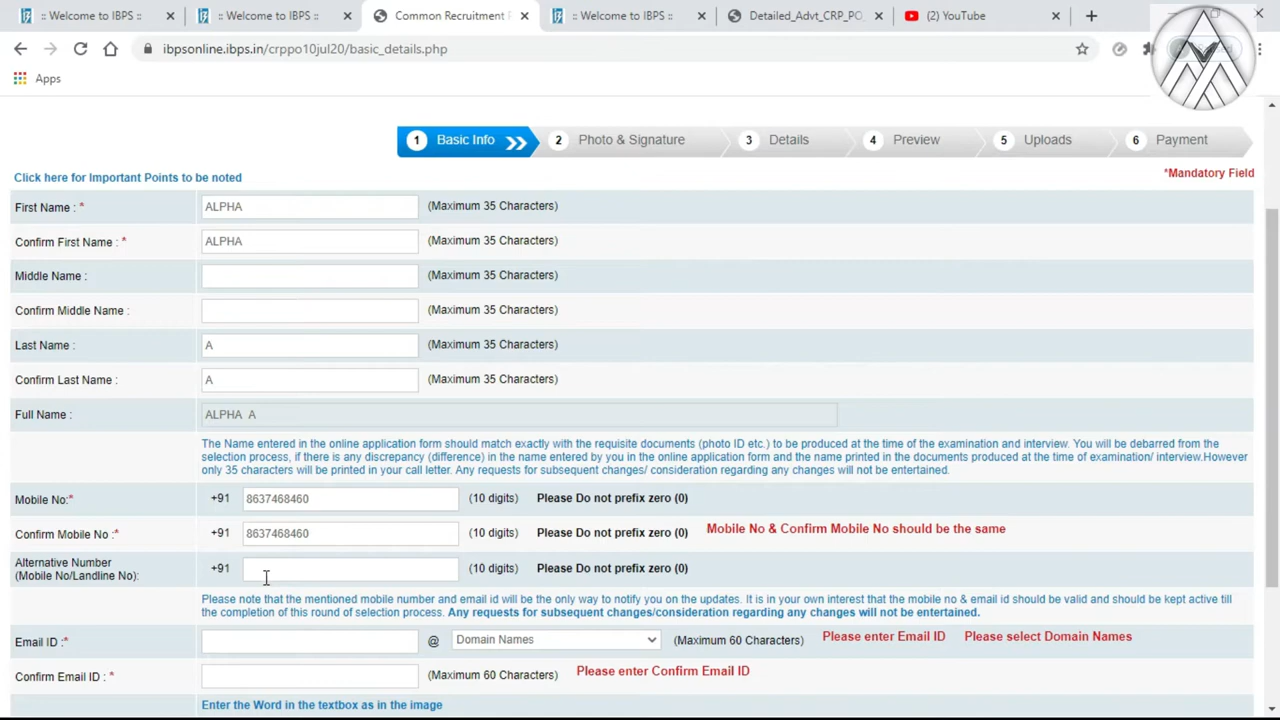 :: Welcome to IBPS ::
:: Welcome to IBPS ::
Common Recruitment P
:: Welcome to IBPS ::
Detailed_Advt_CRP_PO_
(2) YouTube
ibpsonline.ibps.in/crppo10jul20/basic_details.php
Apps
1 Basic Info
2 Photo & Signature
3 Details
4 Preview
5 Uploads
6 Payment
Click here for Important Points to be noted
*Mandatory Field
First Name : * ALPHA (Maximum 35 Characters)
Confirm First Name : * ALPHA (Maximum 35 Characters)
Middle Name : (Maximum 35 Characters)
Confirm Middle Name : (Maximum 35 Characters)
Last Name : A (Maximum 35 Characters)
Confirm Last Name : A (Maximum 35 Characters)
Full Name : ALPHA A
The Name entered in the online application form should match exactly with the requisite documents (photo ID etc.) to be produced at the time of the examination and interview. You will be debarred from the
selection process, if there is any discrepancy (difference) in the name entered by you in the online application form and the name printed in the documents produced at the time of examination/ interview.However
only 35 characters will be printed in your call letter. Any requests for subsequent changes/ consideration regarding any changes will not be entertained.
Mobile No:* +91 8637468460 (10 digits) Please Do not prefix zero (0)
Confirm Mobile No :* +91 8637468460 (10 digits) Please Do not prefix zero (0) Mobile No & Confirm Mobile No should be the same
Alternative Number
(Mobile No/Landline No): +91 (10 digits) Please Do not prefix zero (0)
Please note that the mentioned mobile number and email id will be the only way to notify you on the updates. It is in your own interest that the mobile no & email id should be valid and should be kept active till
the completion of this round of selection process. Any requests for subsequent changes/consideration regarding any changes will not be entertained.
Email ID :* @ Domain Names (Maximum 60 Characters) Please enter Email ID Please select Domain Names
Confirm Email ID : * (Maximum 60 Characters) Please enter Confirm Email ID
Enter the Word in the textbox as in the image